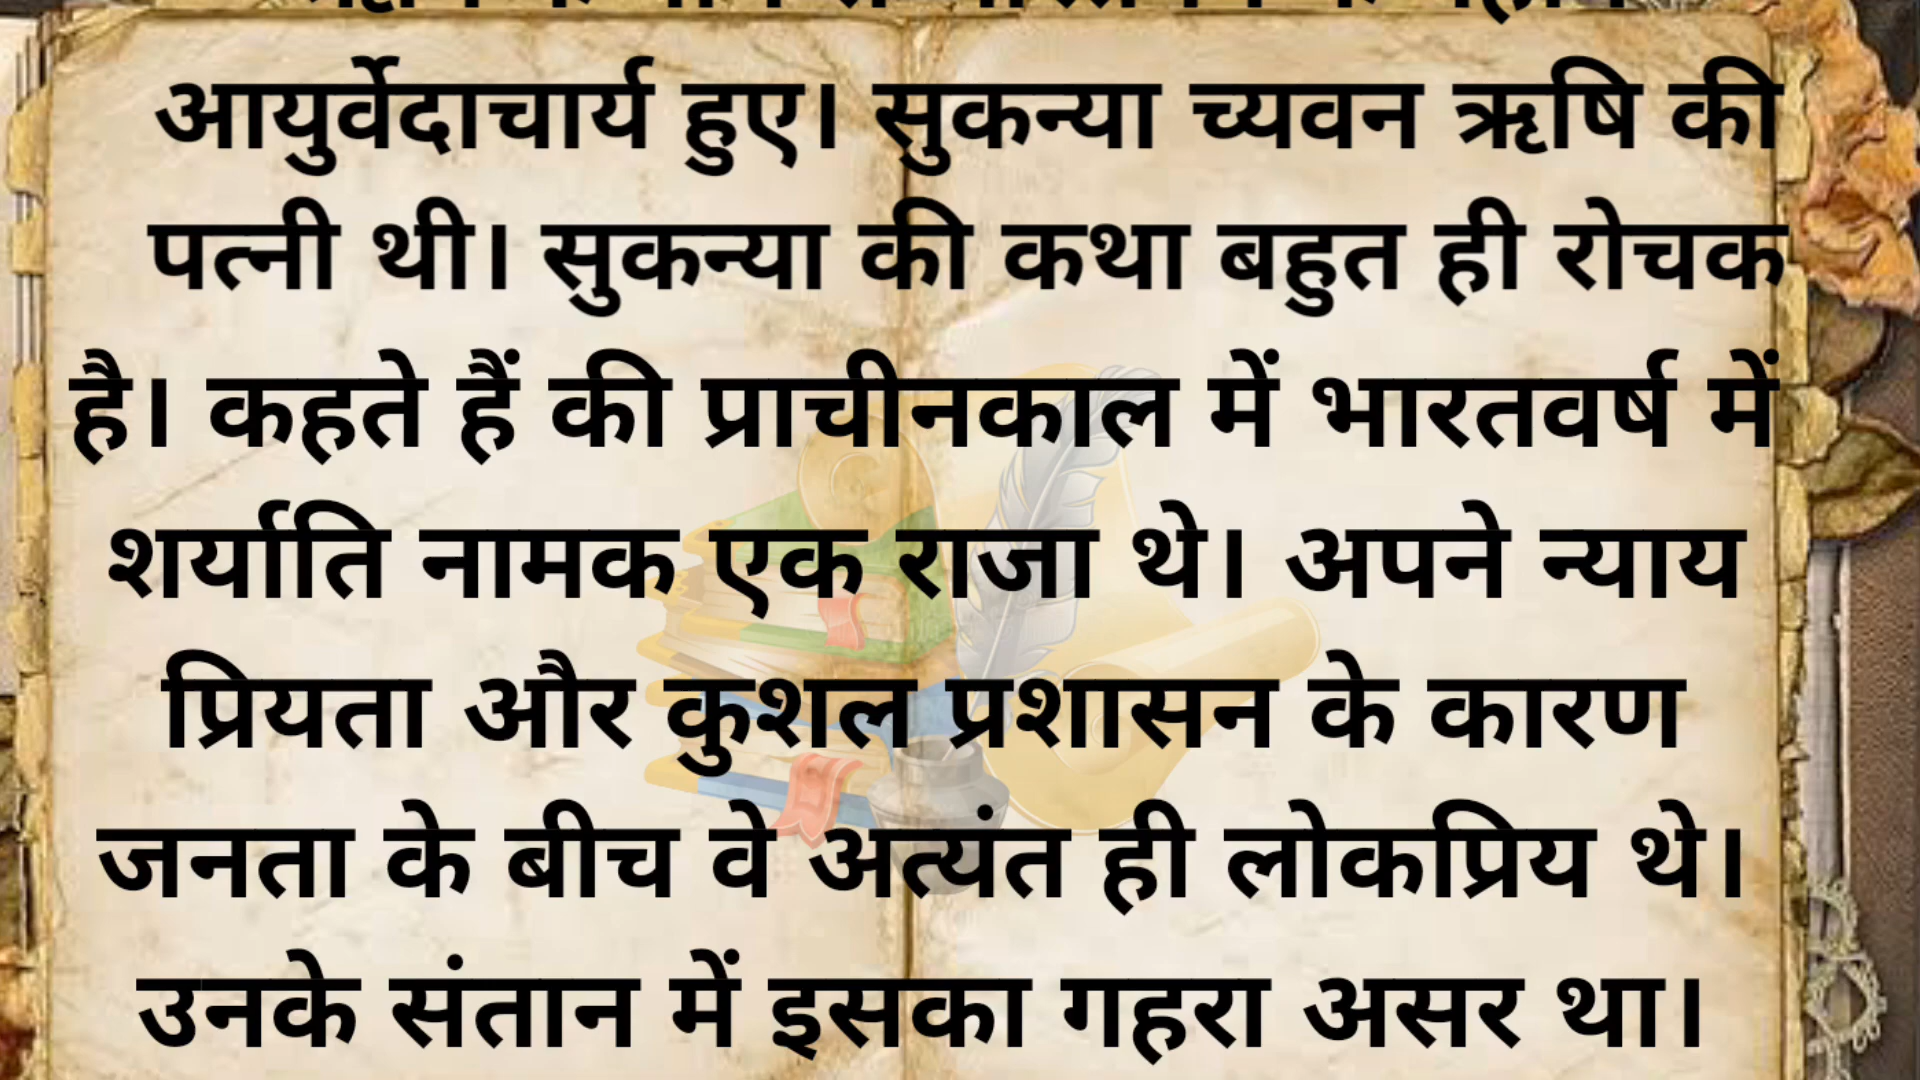 आयुर्वेदाचार्य हुए। सुकन्या च्यवन ऋषि की
पत्नी थी। सुकन्या की कथा बहुत ही रोचक
है। कहते हैं की प्राचीनकाल में भारतवर्ष में
शर्याति नामक एक राजा थे। अपने न्याय
प्रियता और कुशल प्रशासन के कारण
जनता के बीच वे अत्यंत ही लोकप्रिय थे।
उनके संतान में इसका गहरा असर था।